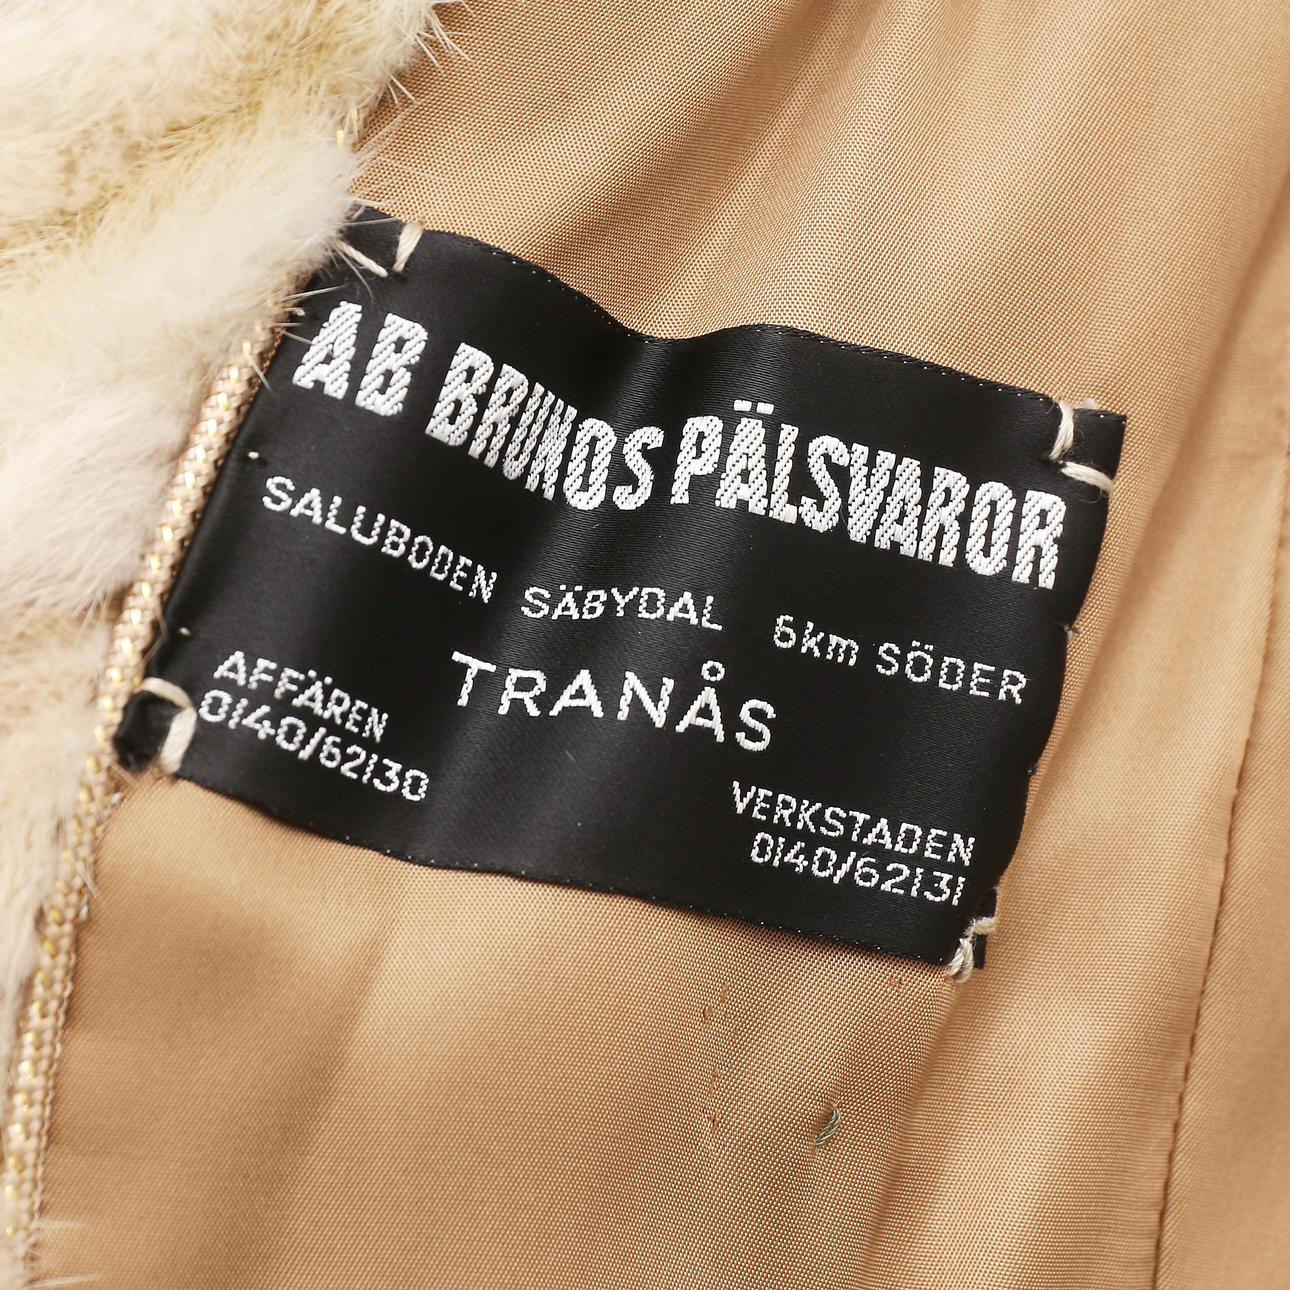 AB BRUNOS PÄLSVAROR
SALUBODEN SÄBYDAL 6km SÖDER
TRANÅS
AFFÄREN
0140/62130
VERKSTADEN
0140/62131